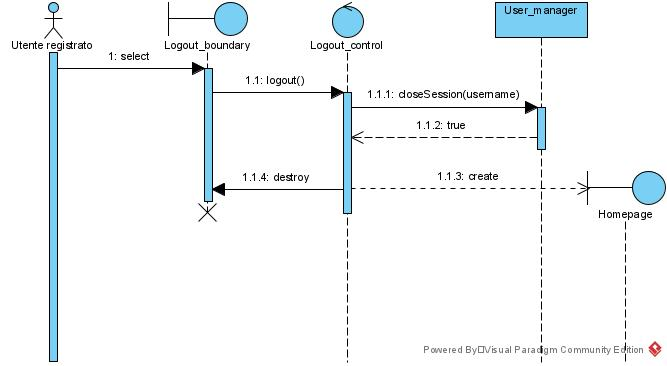 User_manager
Utente registrato
Logout_boundary
Logout_control
1: select
1.1: logout()
1.1.1: closeSession(username)
1.1.2: true
1.1.4: destroy
1.1.3: create
Homepage
Powered By□Visual Paradigm Community Edition